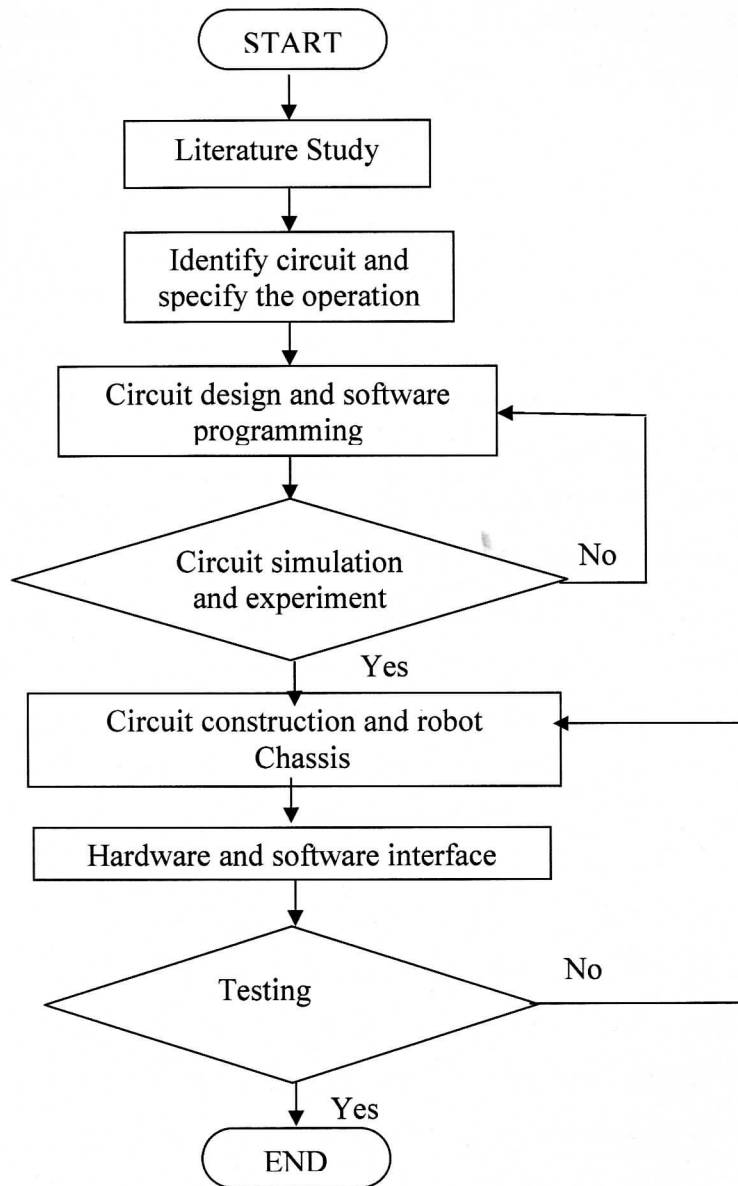 START
Literature Study
Identify circuit and
specify the operation
Circuit design and software
programming
Circuit simulation
and experiment
No
Yes
Circuit construction and robot
Chassis
Hardware and software interface
Testing
No
Yes
END